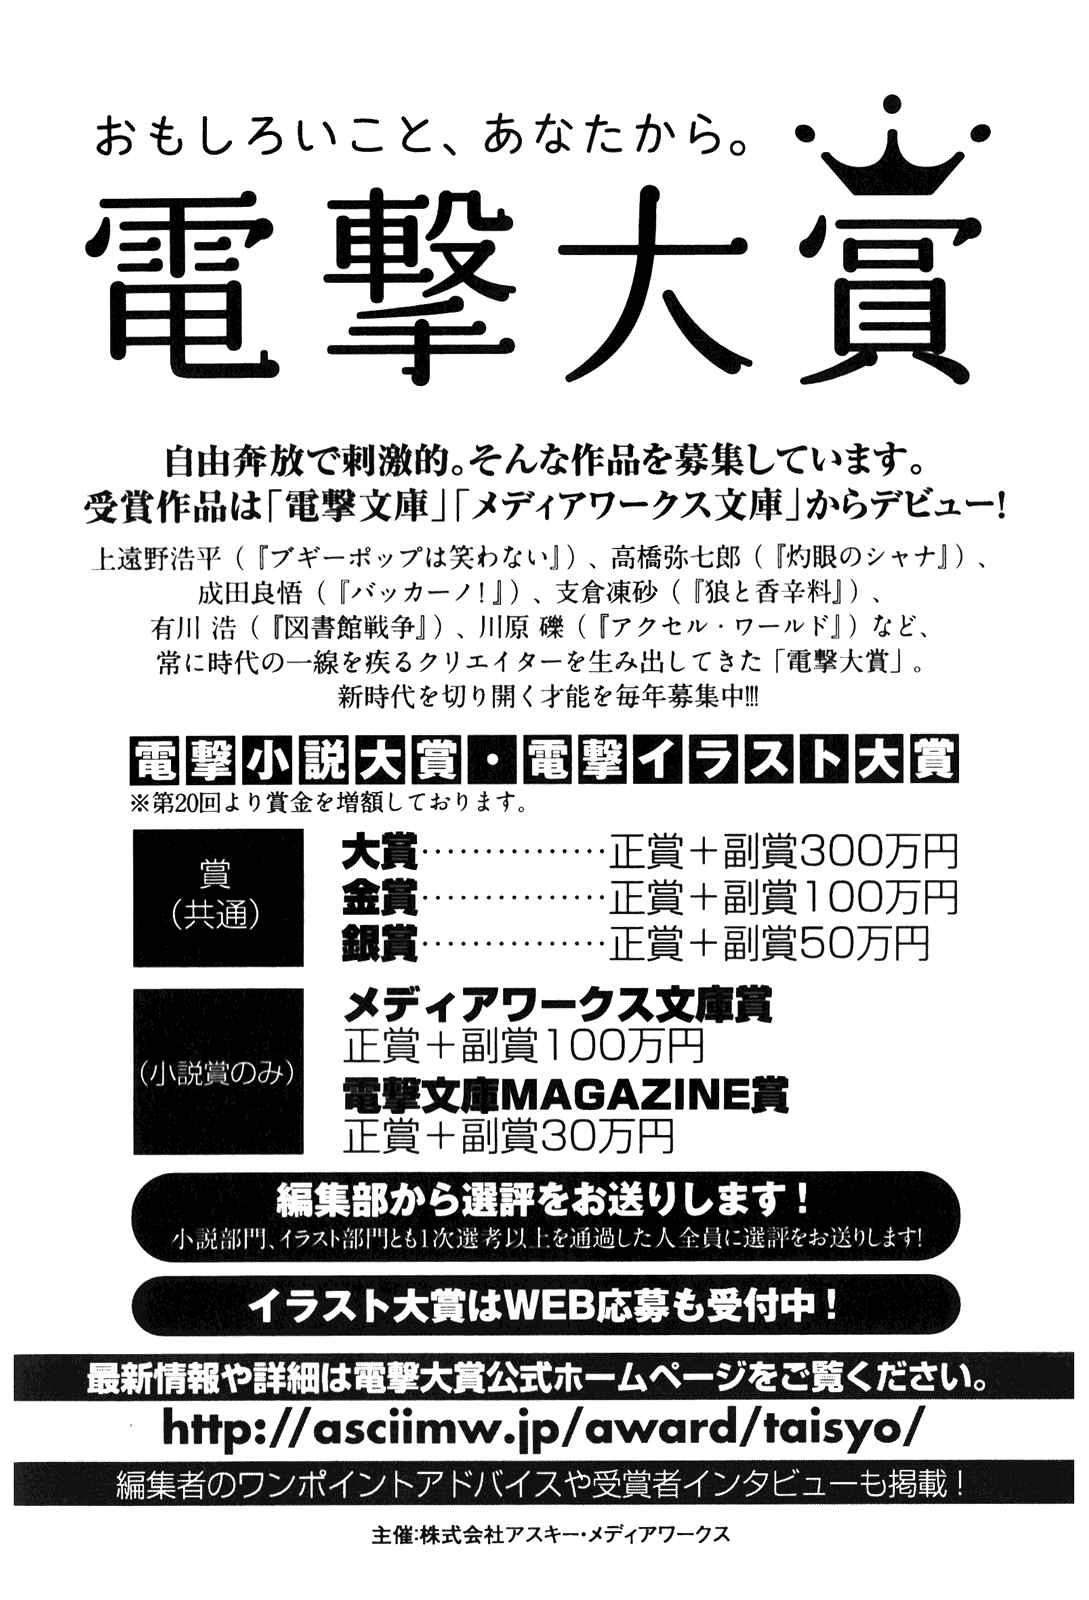 おもしろいこと、あなたから。
電撃大賞
自由奔放で刺激的。そんな作品を募集しています。
受賞作品は「電撃文庫」「メディアワークス文庫」からデビュー!
上遠野浩平(『ブギーポップは笑わない』)、高橋弥七郎(『灼眼のシャナ』)、
成田良悟(『バッカーノ!』)、支倉凍砂(『狼と香辛料』)、
有川 浩(『図書館戦争』)、川原 礫(『アクセル・ワールド』)など、
常に時代の一線を疾るクリエイターを生み出してきた「電撃大賞」。
新時代を切り開く才能を毎年募集中!!!
電撃小説大賞・電撃イラスト大賞
※第20回より賞金を増額しております。
賞
(共通)
大賞……………正賞+副賞300万円
金賞……………正賞+副賞100万円
銀賞……………正賞+副賞50万円
(小説賞のみ)
メディアワークス文庫賞
正賞+副賞100万円
電撃文庫MAGAZINE賞
正賞+副賞30万円
編集部から選評をお送りします!
小説部門、イラスト部門とも1次選考以上を通過した人全員に選評をお送りします!
イラスト大賞はWEB応募も受付中!
最新情報や詳細は電撃大賞公式ホームページをご覧ください。
http://asciimw.jp/award/taisyo/
編集者のワンポイントアドバイスや受賞者インタビューも掲載!
主催:株式会社アスキー・メディアワークス